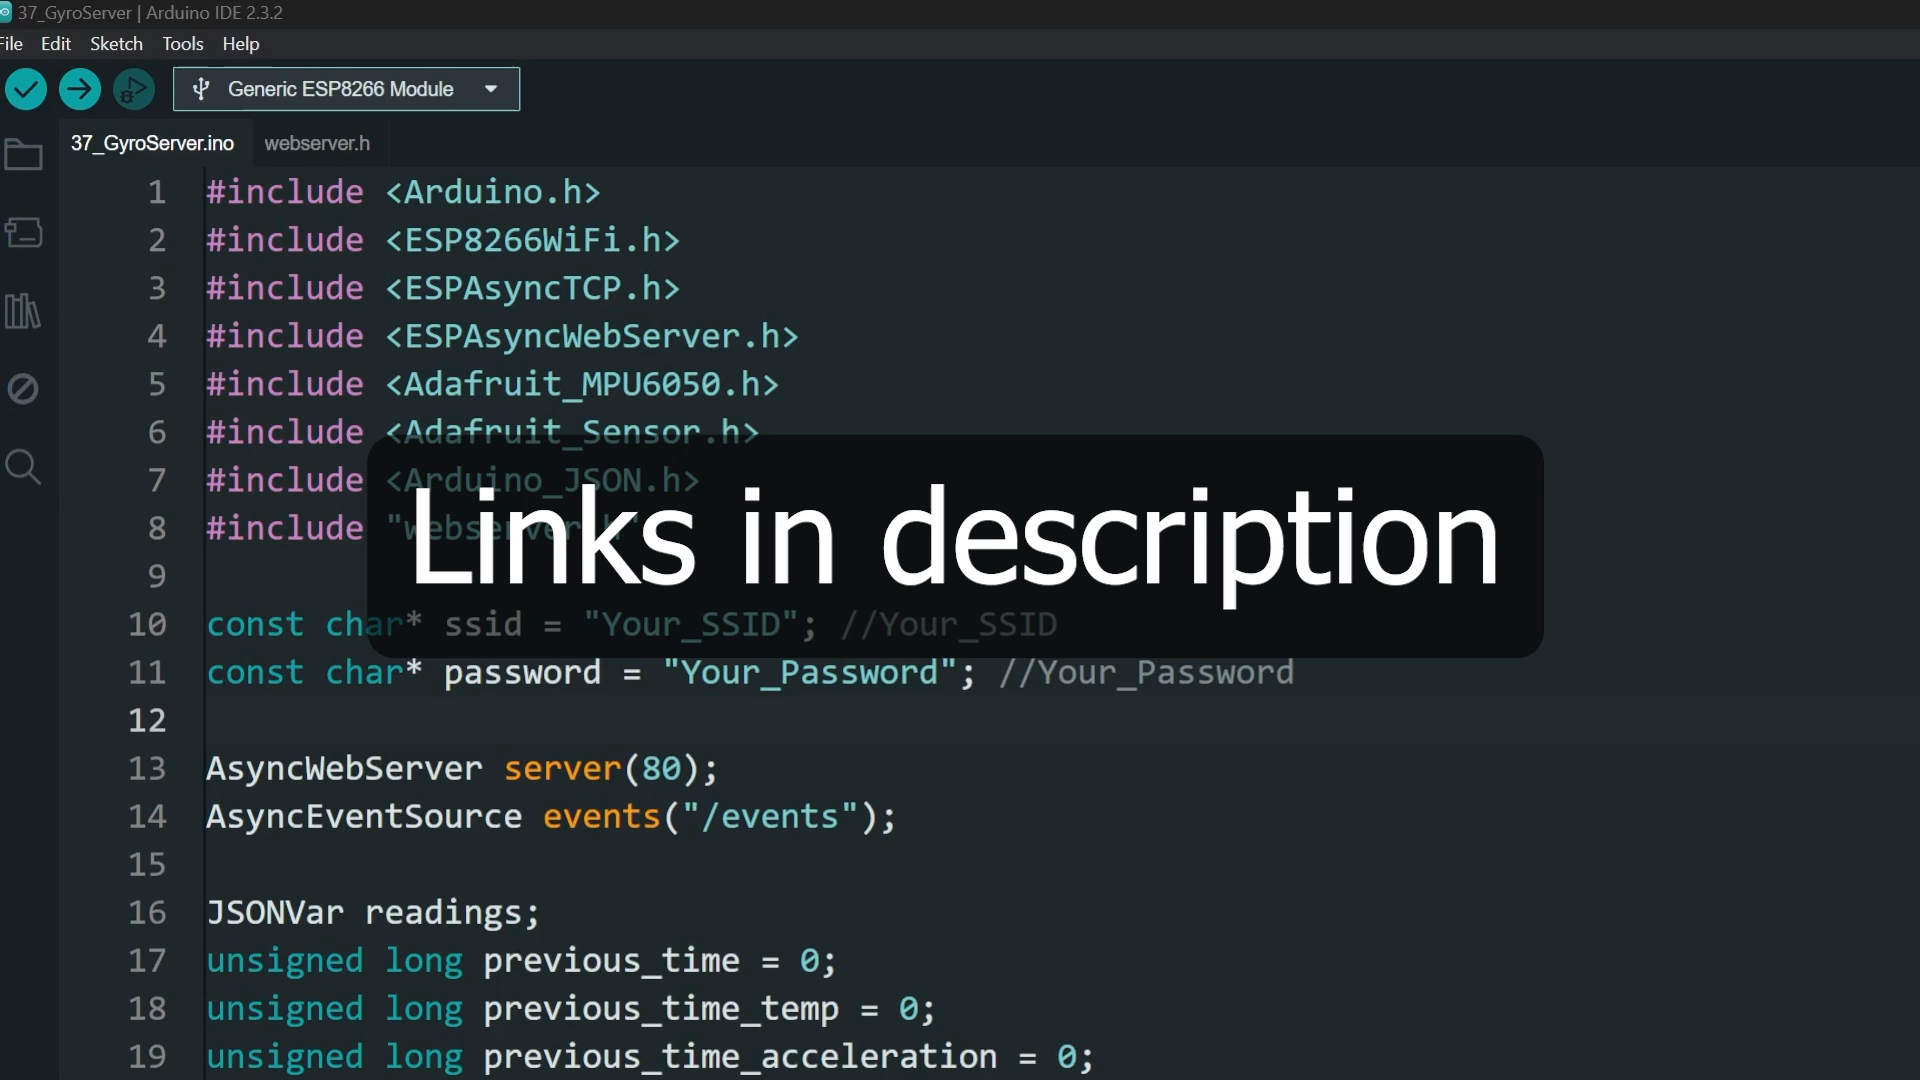 37_GyroServer | Arduino IDE 2.3.2
File Edit Sketch Tools Help
Generic ESP8266 Module
37_GyroServer.ino webserver.h
1 #include <Arduino.h>
2 #include <ESP8266WiFi.h>
3 #include <ESPAsyncTCP.h>
4 #include <ESPAsyncWebServer.h>
5 #include <Adafruit_MPU6050.h>
6 #include <Adafruit_Sensor.h>
7 #include <Arduino_JSON.h>
8 #include "webserver.h"
Links in description
9
10 const char* ssid = "Your_SSID"; //Your_SSID
11 const char* password = "Your_Password"; //Your_Password
12
13 AsyncWebServer server(80);
14 AsyncEventSource events("/events");
15
16 JSONVar readings;
17 unsigned long previous_time = 0;
18 unsigned long previous_time_temp = 0;
19 unsigned long previous_time_acceleration = 0;